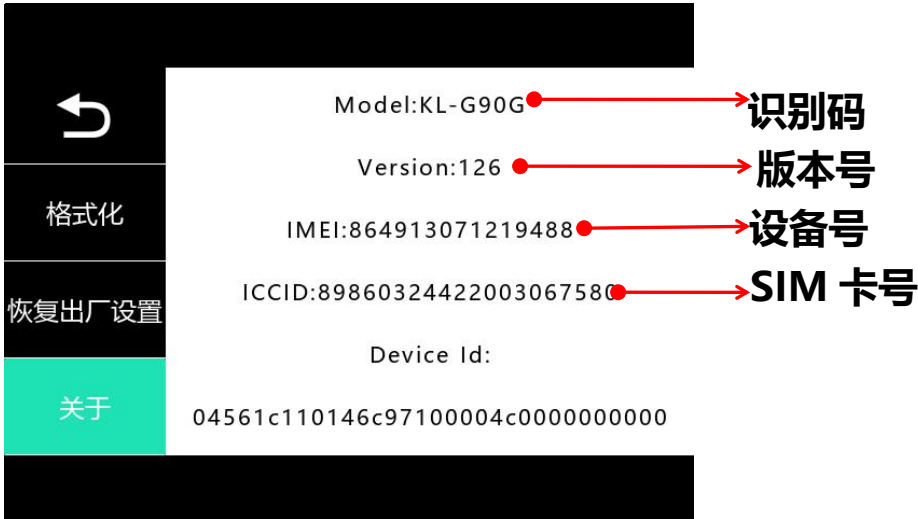 Model:KL-G90G
识别码
Version:126
版本号
格式化
IMEI:864913071219488
设备号
ICCID:89860324422003067580
SIM 卡号
恢复出厂设置
Device Id:
关于
04561c110146c97100004c0000000000